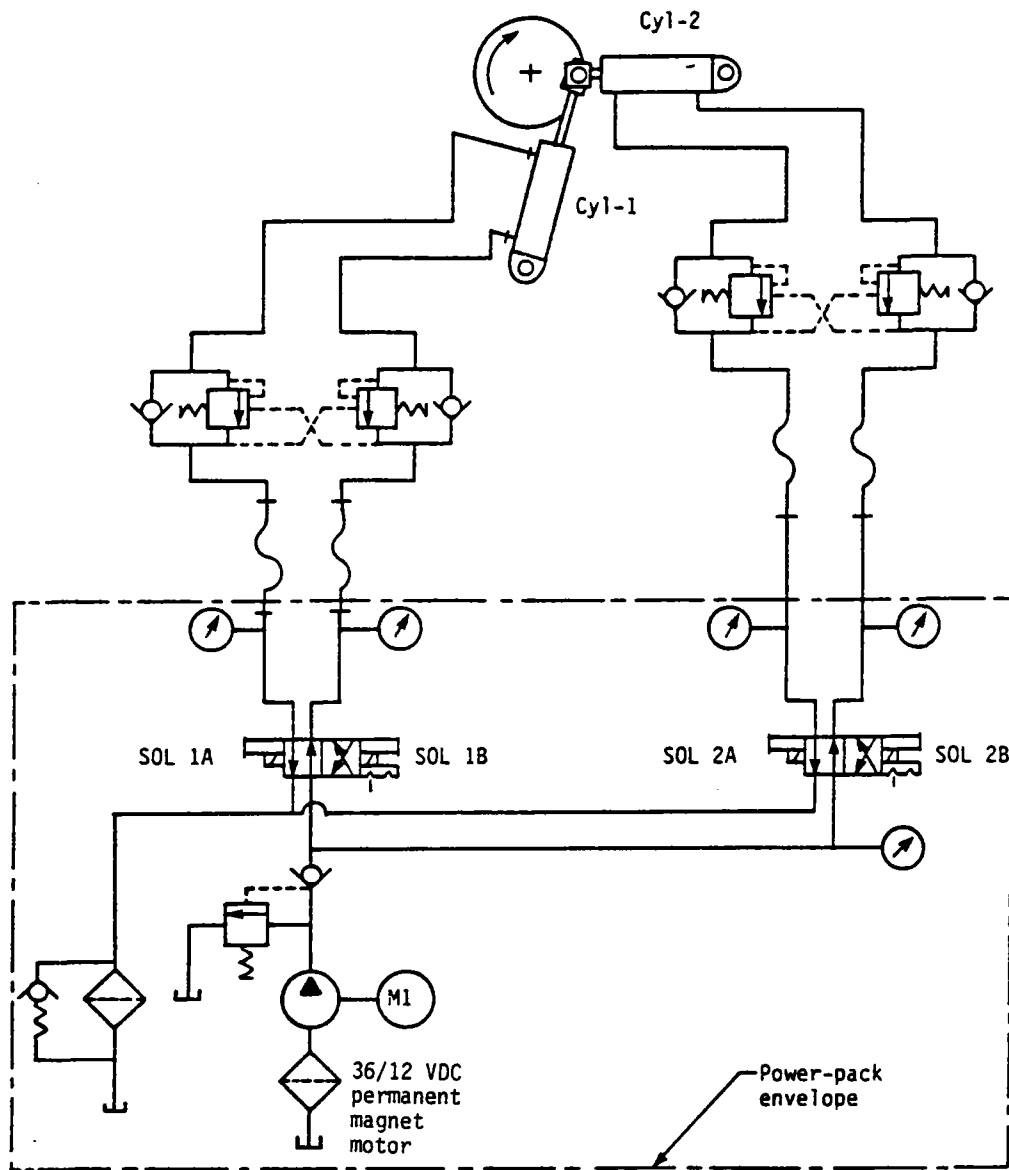 Cyl-2
Cyl-1
SOL 1A
SOL 1B
SOL 2A
SOL 2B
M1
36/12 VDC
permanent
magnet
motor
Power-pack
envelope